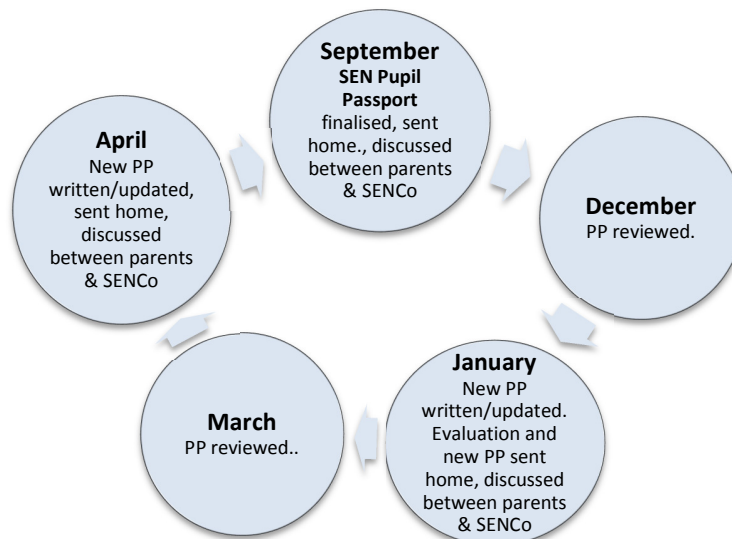 September
SEN Pupil
Passport
finalised, sent
home., discussed
between parents
& SENCo
December
PP reviewed.
January
New PP
written/updated.
Evaluation and
new PP sent
home, discussed
between parents
& SENCo
March
PP reviewed..
April
New PP
written/updated,
sent home,
discussed
between parents
& SENCo